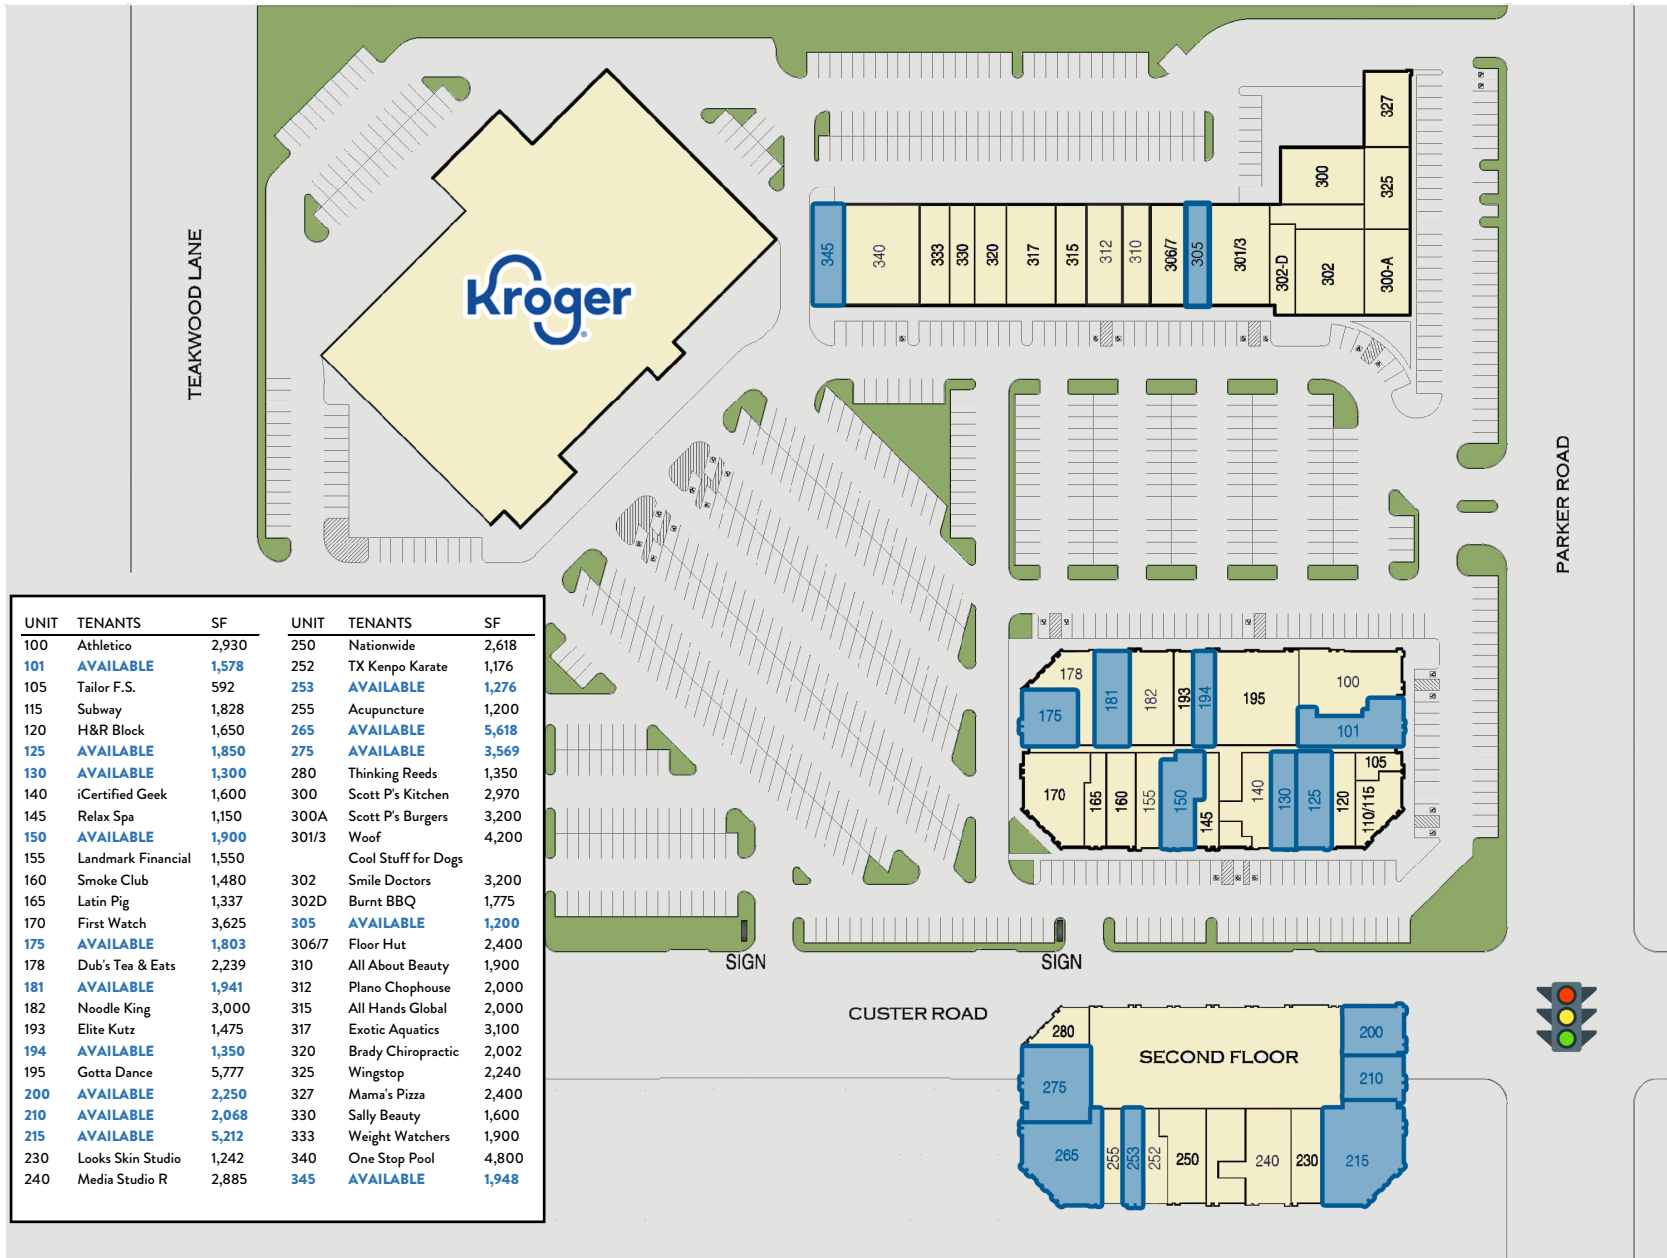 327
300
325
345
340
333
330
320
317
315
312
310
306/7
305
301/3
302-D
302
300-A
Kroger
TEAKWOOD LANE
PARKER ROAD
UNIT TENANTS SF
100 Athletico 2,930
101 AVAILABLE 1,578
105 Tailor F.S. 592
115 Subway 1,828
120 H&R Block 1,650
125 AVAILABLE 1,850
130 AVAILABLE 1,300
140 iCertified Geek 1,600
145 Relax Spa 1,150
150 AVAILABLE 1,900
155 Landmark Financial 1,550
160 Smoke Club 1,480
165 Latin Pig 1,337
170 First Watch 3,625
175 AVAILABLE 1,803
178 Dub's Tea & Eats 2,239
181 AVAILABLE 1,941
182 Noodle King 3,000
193 Elite Kutz 1,475
194 AVAILABLE 1,350
195 Gotta Dance 5,777
200 AVAILABLE 2,250
210 AVAILABLE 2,068
215 AVAILABLE 5,212
230 Looks Skin Studio 1,242
240 Media Studio R 2,885
UNIT TENANTS SF
250 Nationwide 2,618
252 TX Kenpo Karate 1,176
253 AVAILABLE 1,276
255 Acupuncture 1,200
265 AVAILABLE 5,618
275 AVAILABLE 3,569
280 Thinking Reeds 1,350
300 Scott P's Kitchen 2,970
300A Scott P's Burgers 3,200
301/3 Woof 4,200
Cool Stuff for Dogs
302 Smile Doctors 3,200
302D Burnt BBQ 1,775
305 AVAILABLE 1,200
306/7 Floor Hut 2,400
310 All About Beauty 1,900
312 Plano Chophouse 2,000
315 All Hands Global 2,000
317 Exotic Aquatics 3,100
320 Brady Chiropractic 2,002
325 Wingstop 2,240
327 Mama's Pizza 2,400
330 Sally Beauty 1,600
333 Weight Watchers 1,900
340 One Stop Pool 4,800
345 AVAILABLE 1,948
178
175
181
182
193
194
195
100
101
170
165
160
155
150
145
140
130
125
120
110/115
105
SIGN
SIGN
CUSTER ROAD
280
SECOND FLOOR
200
275
210
265
255
253
252
250
240
230
215